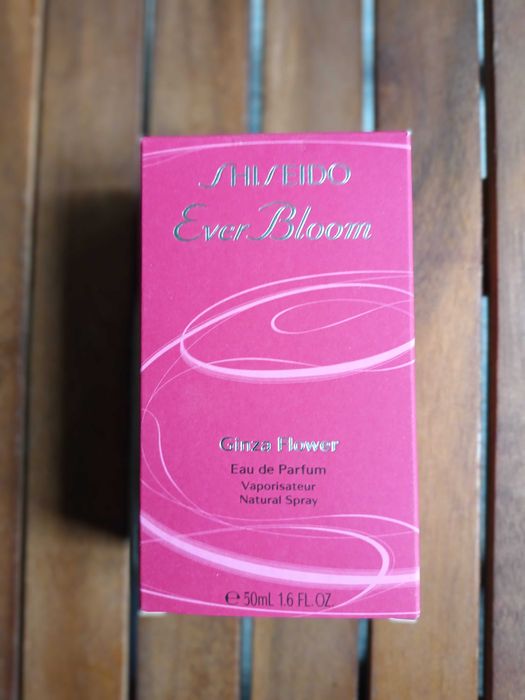 SHISEIDO
Ever Bloom
Ginza Flower
Eau de Parfum
Vaporisateur
Natural Spray
℮ 50mL 1.6 FL.OZ.